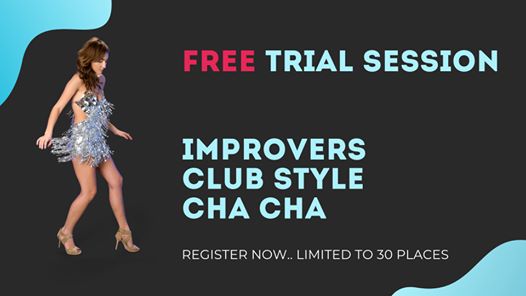 FREE TRIAL SESSION
IMPROVERS
CLUB STYLE
CHA CHA
REGISTER NOW.. LIMITED TO 30 PLACES